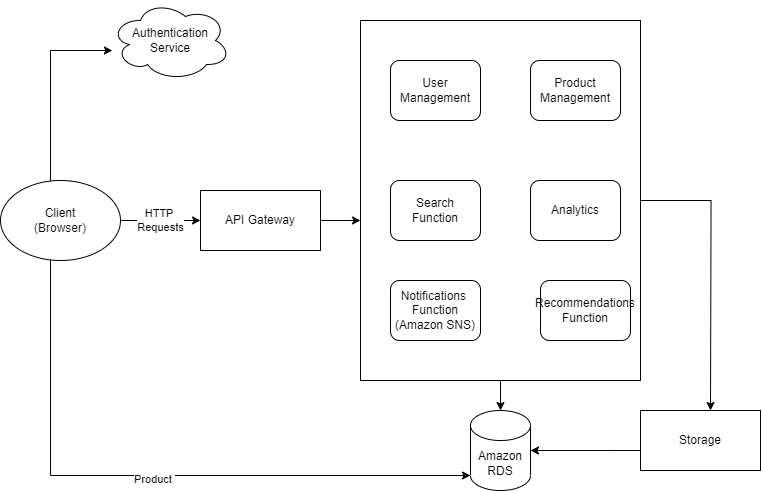 Authentication
Service
User
Management
Product
Management
Client
(Browser)
HTTP
Requests
API Gateway
Search
Function
Analytics
Notifications
Function
(Amazon SNS)
Recommendations
Function
Amazon
RDS
Storage
Product